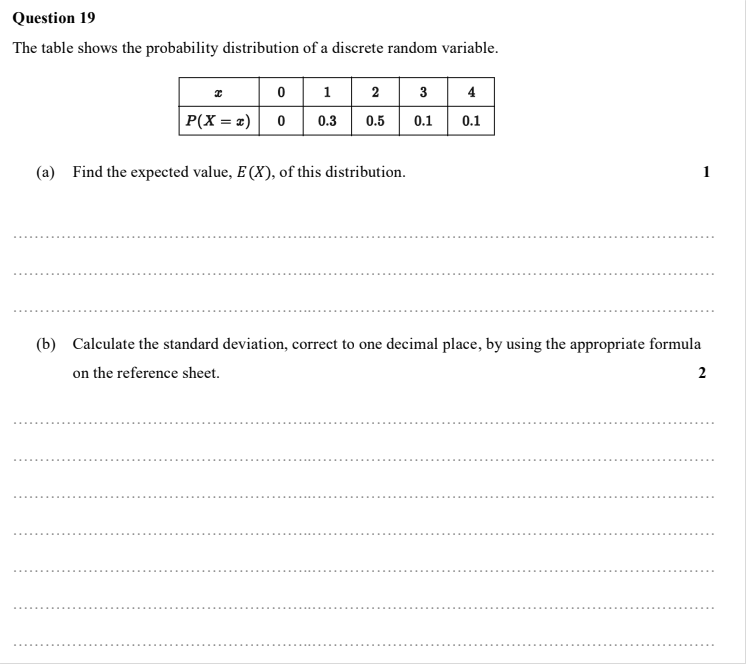 Question 19
The table shows the probability distribution of a discrete random variable.
x 0 1 2 3 4
P(X = x) 0 0.3 0.5 0.1 0.1
(a) Find the expected value, E(X), of this distribution. 1
(b) Calculate the standard deviation, correct to one decimal place, by using the appropriate formula
on the reference sheet. 2